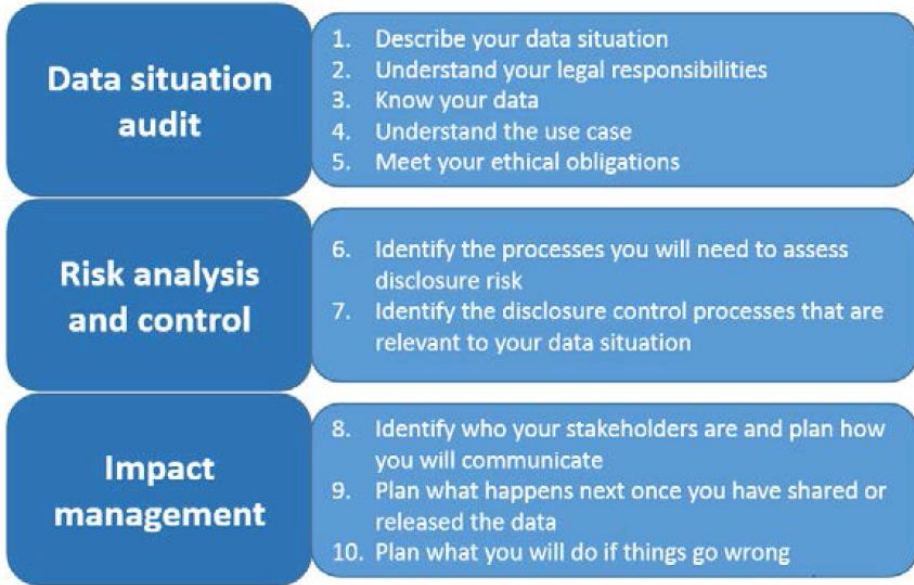 Data situation
audit
1. Describe your data situation
2. Understand your legal responsibilities
3. Know your data
4. Understand the use case
5. Meet your ethical obligations
Risk analysis
and control
6. Identify the processes you will need to assess
disclosure risk
7. Identify the disclosure control processes that are
relevant to your data situation
Impact
management
8. Identify who your stakeholders are and plan how
you will communicate
9. Plan what happens next once you have shared or
released the data
10. Plan what you will do if things go wrong